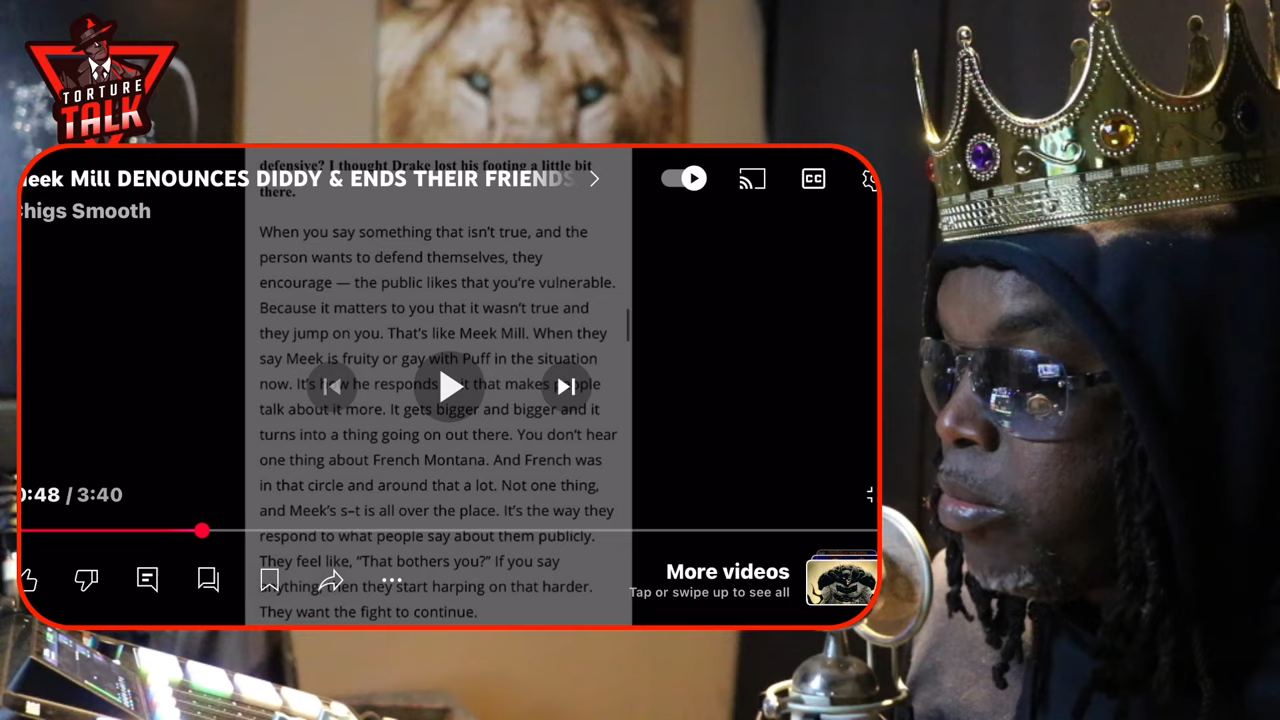 TORTURE
TALK
defensive? I thought Drake lost his footing a little bit
eek Mill DENOUNCES DIDDY & ENDS THEIR FRIENDS
there.
higs Smooth
When you say something that isn't true, and the
person wants to defend themselves, they
encourage — the public likes that you're vulnerable.
Because it matters to you that it wasn't true and
they jump on you. That's like Meek Mill. When they
say Meek is fruity or gay with Puff in the situation
now. It's how he responds it that makes people
talk about it more. It gets bigger and bigger and it
turns into a thing going on out there. You don't hear
one thing about French Montana. And French was
in that circle and around that a lot. Not one thing,
0:48 / 3:40
and Meek's s–t is all over the place. It's the way they
respond to what people say about them publicly.
They feel like, "That bothers you?" If you say
anything, then they start harping on that harder.
They want the fight to continue.
CC
More videos
Tap or swipe up to see all